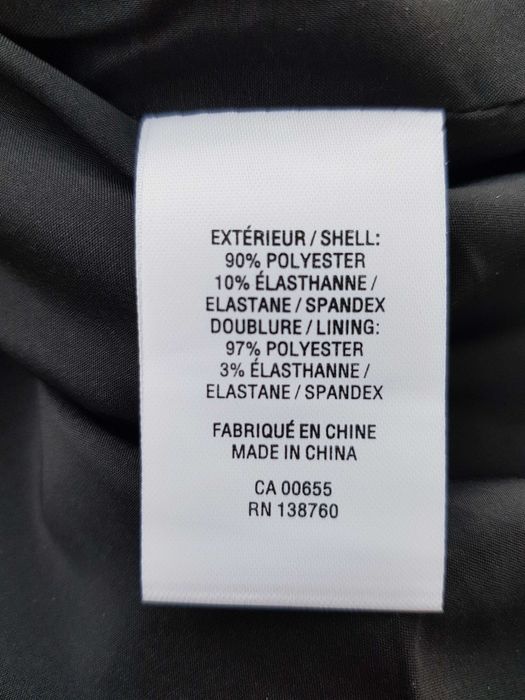 EXTÉRIEUR / SHELL:
90% POLYESTER
10% ÉLASTHANNE /
ELASTANE / SPANDEX
DOUBLURE / LINING:
97% POLYESTER
3% ÉLASTHANNE /
ELASTANE / SPANDEX
FABRIQUÉ EN CHINE
MADE IN CHINA
CA 00655
RN 138760